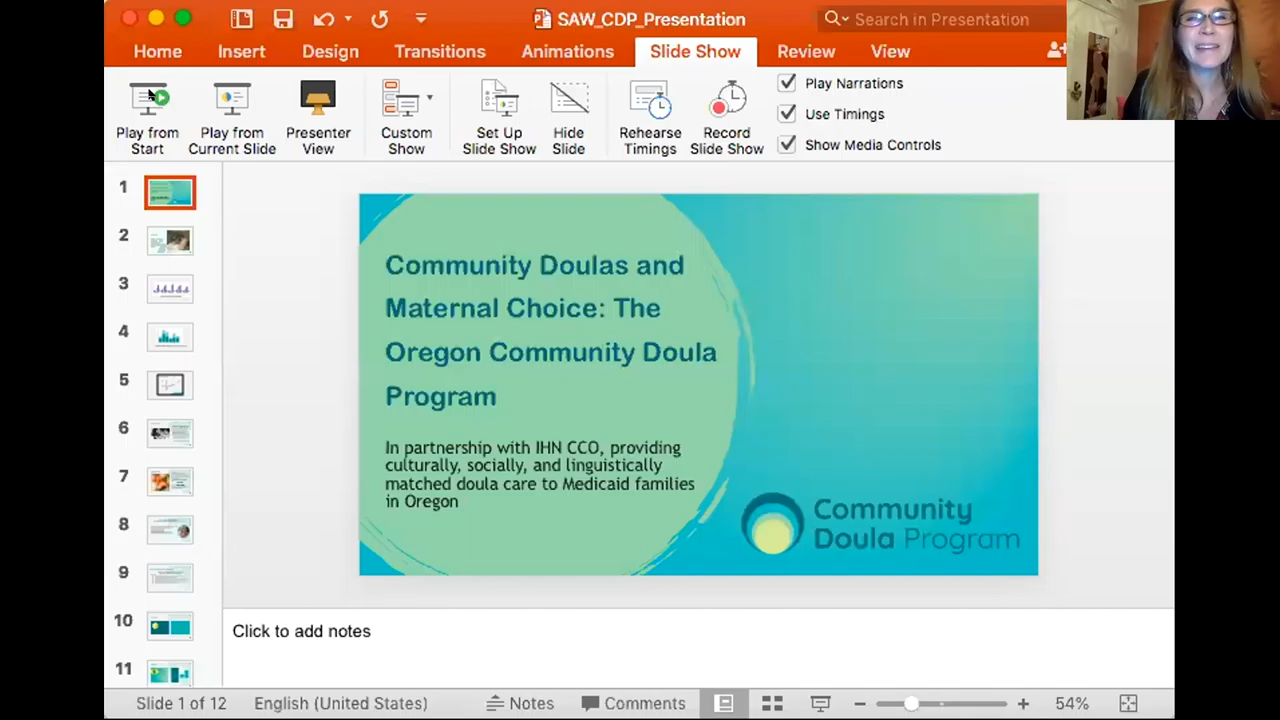 SAW_CDP_Presentation
Search in Presentation
Home Insert Design Transitions Animations Slide Show Review View
Play from Start
Play from Current Slide
Presenter View
Custom Show
Set Up Slide Show
Hide Slide
Rehearse Timings
Record Slide Show
Play Narrations
Use Timings
Show Media Controls
1
2
3
4
5
6
7
8
9
10
11
Community Doulas and
Maternal Choice: The
Oregon Community Doula
Program
In partnership with IHN CCO, providing
culturally, socially, and linguistically
matched doula care to Medicaid families
in Oregon
Community
Doula Program
Click to add notes
Slide 1 of 12 English (United States) Notes Comments 54%